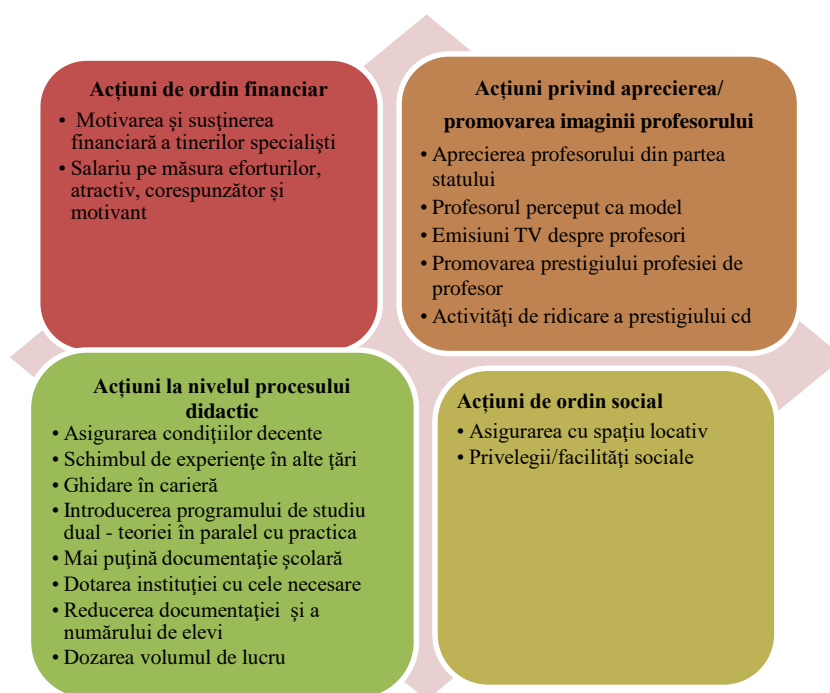 Acțiuni de ordin financiar
• Motivarea şi susţinerea
financiară a tinerilor specialişti
• Salariu pe măsura eforturilor,
atractiv, corespunzător și
motivant
Acțiuni privind aprecierea/
promovarea imaginii profesorului
• Aprecierea profesorului din partea
statului
• Profesorul perceput ca model
• Emisiuni TV despre profesori
• Promovarea prestigiului profesiei de
profesor
• Activităţi de ridicare a prestigiului cd
Acțiuni la nivelul procesului
didactic
• Asigurarea condiţiilor decente
• Schimbul de experienţe în alte ţări
• Ghidare în carieră
• Introducerea programului de studiu
dual - teoriei în paralel cu practica
• Mai puţină documentaţie şcolară
• Dotarea instituţiei cu cele necesare
• Reducerea documentaţiei şi a
numărului de elevi
• Dozarea volumul de lucru
Acțiuni de ordin social
• Asigurarea cu spaţiu locativ
• Privelegii/facilităţi sociale